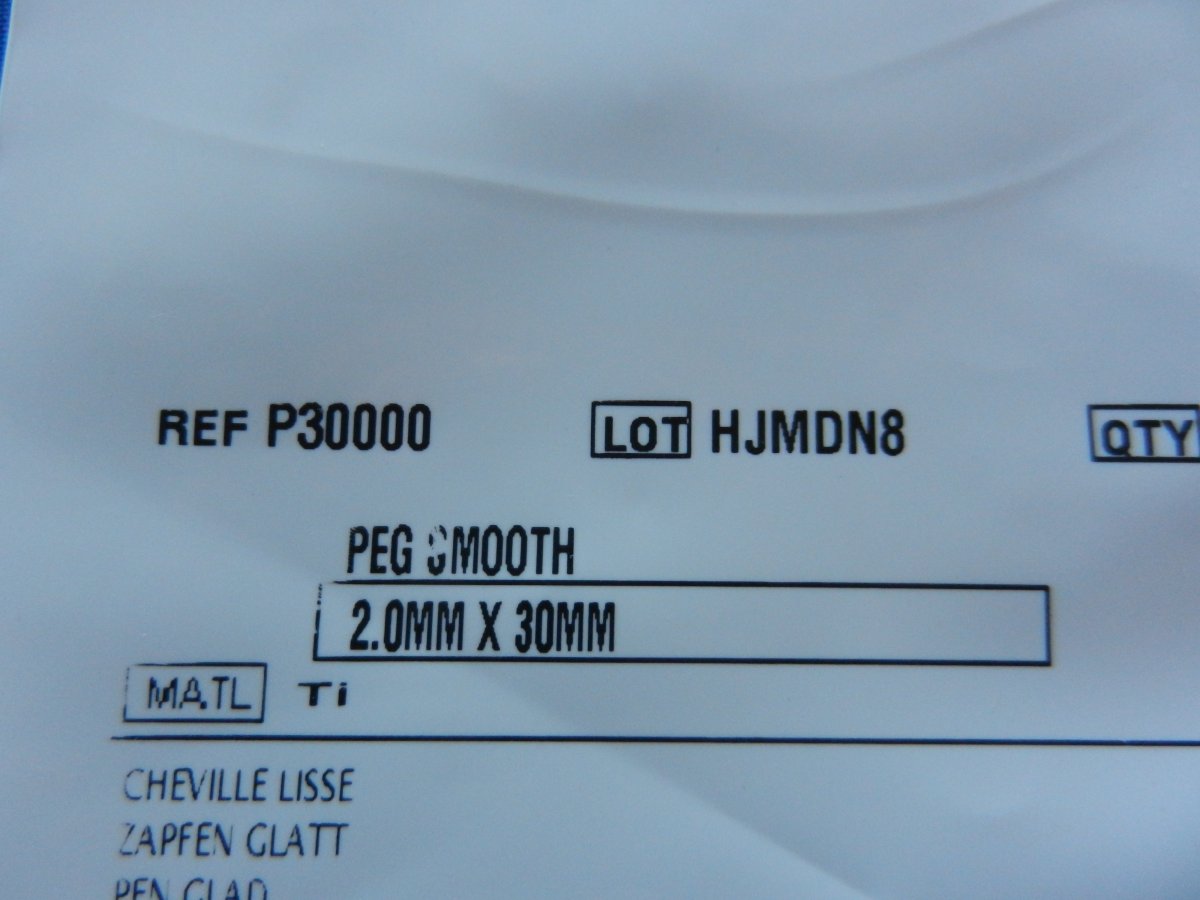 REF P30000 LOT HJMDN8 QTY
PEG SMOOTH
2.0MM X 30MM
MATL Ti
CHEVILLE LISSE
ZAPFEN GLATT
PEN GLAD